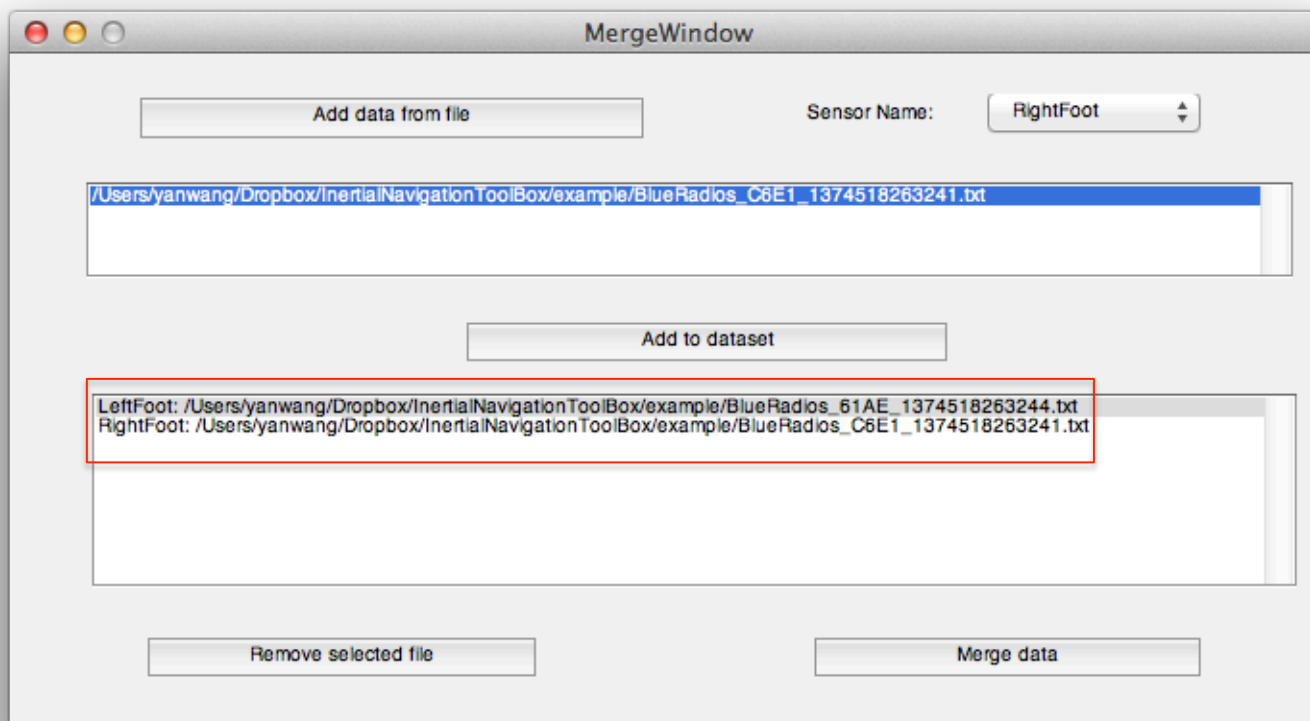 MergeWindow
Add data from file
Sensor Name:
RightFoot
/Users/yanwang/Dropbox/InertialNavigationToolBox/example/BlueRadios_C6E1_1374518263241.txt
Add to dataset
LeftFoot: /Users/yanwang/Dropbox/InertialNavigationToolBox/example/BlueRadios_61AE_1374518263244.txt
RightFoot: /Users/yanwang/Dropbox/InertialNavigationToolBox/example/BlueRadios_C6E1_1374518263241.txt
Remove selected file
Merge data